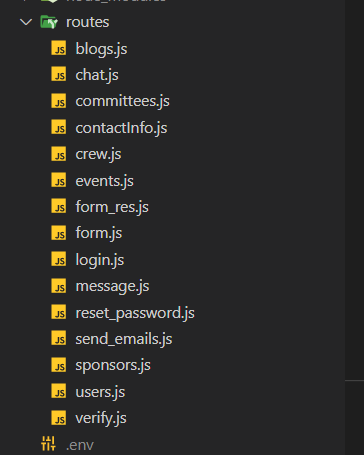 node_modules
routes
JS blogs.js
JS chat.js
JS committees.js
JS contactInfo.js
JS crew.js
JS events.js
JS form_res.js
JS form.js
JS login.js
JS message.js
JS reset_password.js
JS send_emails.js
JS sponsors.js
JS users.js
JS verify.js
.env